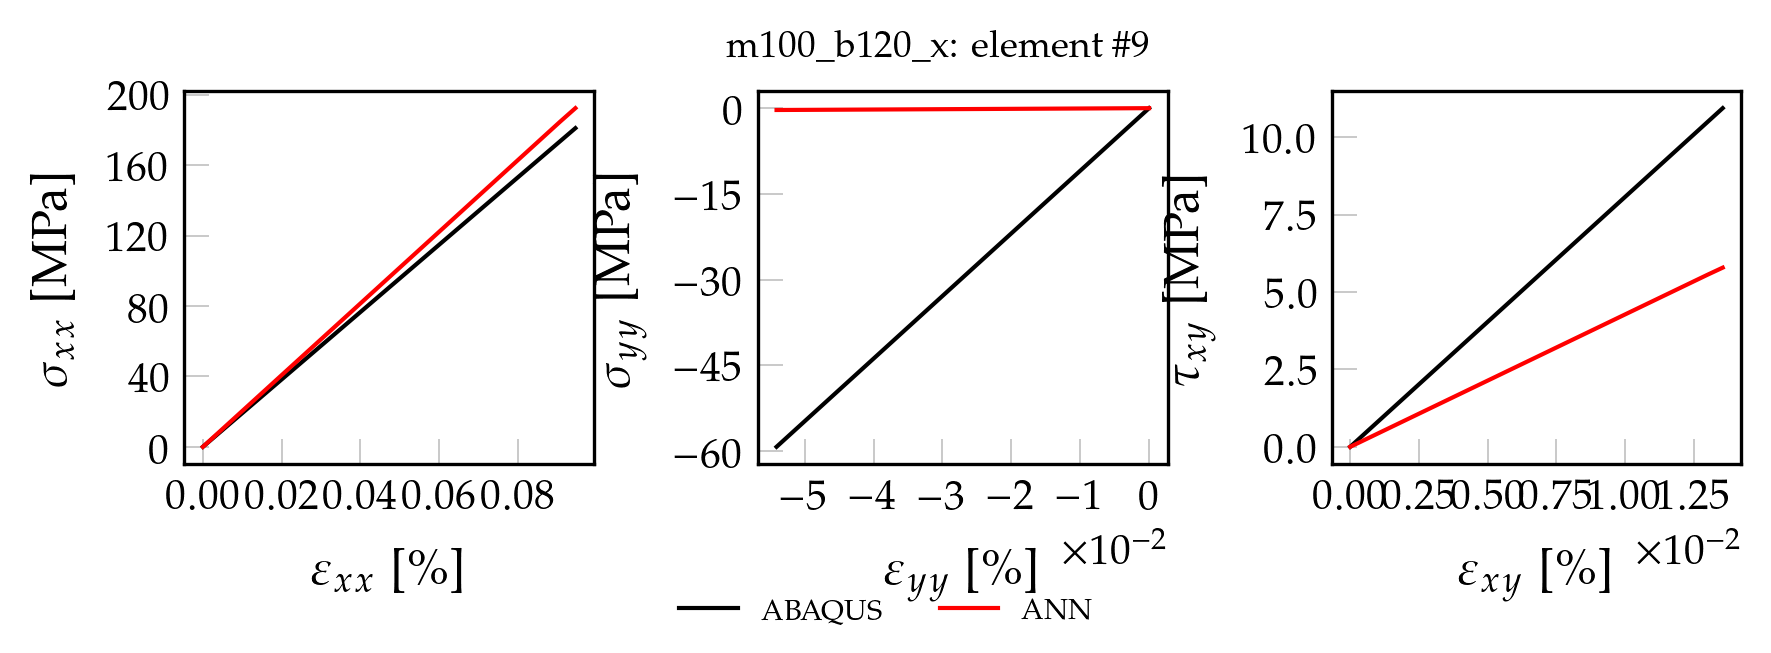 m100_b120_x: element #9
σxx [MPa]
200
160
120
80
40
0
0.00 0.02 0.04 0.06 0.08
εxx [%]
σyy [MPa]
0
−15
−30
−45
−60
−5 −4 −3 −2 −1 0
×10−2
εyy [%]
τxy [MPa]
10.0
7.5
5.0
2.5
0.0
0.00 0.25 0.50 0.75 1.00 1.25
×10−2
εxy [%]
ABAQUS ANN